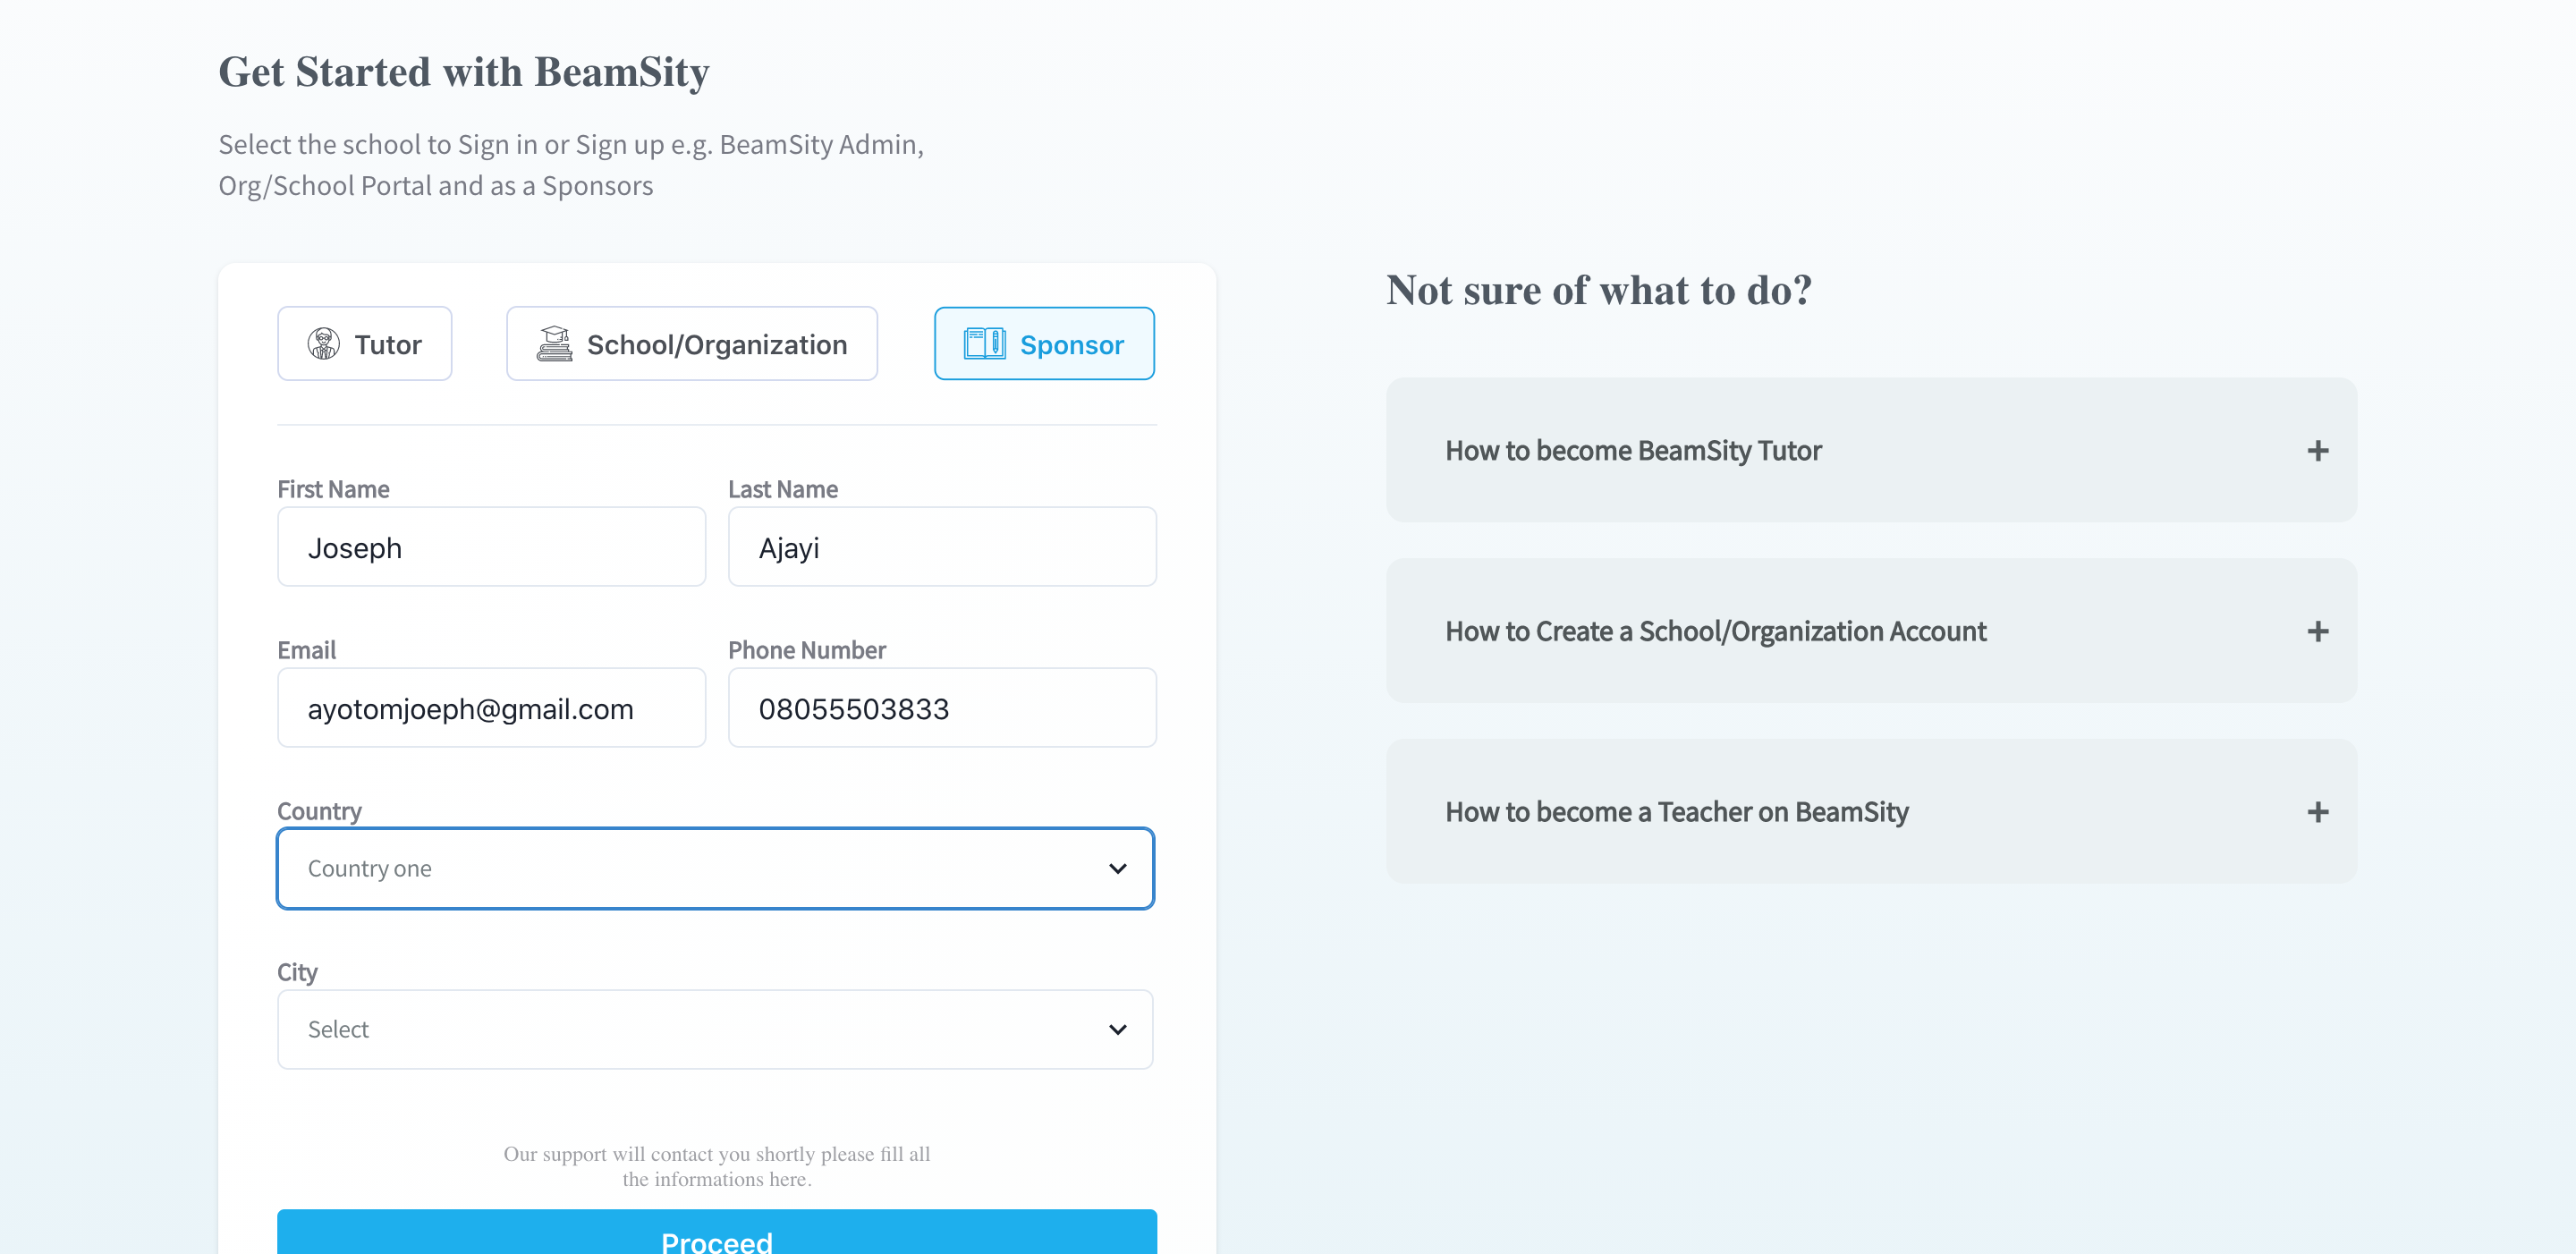 Get Started with BeamSity
Select the school to Sign in or Sign up e.g. BeamSity Admin,
Org/School Portal and as a Sponsors
Tutor
School/Organization
Sponsor
First Name
Last Name
Joseph
Ajayi
Email
Phone Number
ayotomjoeph@gmail.com
08055503833
Country
Country one
City
Select
Our support will contact you shortly please fill all
the informations here.
Proceed
Not sure of what to do?
How to become BeamSity Tutor
How to Create a School/Organization Account
How to become a Teacher on BeamSity